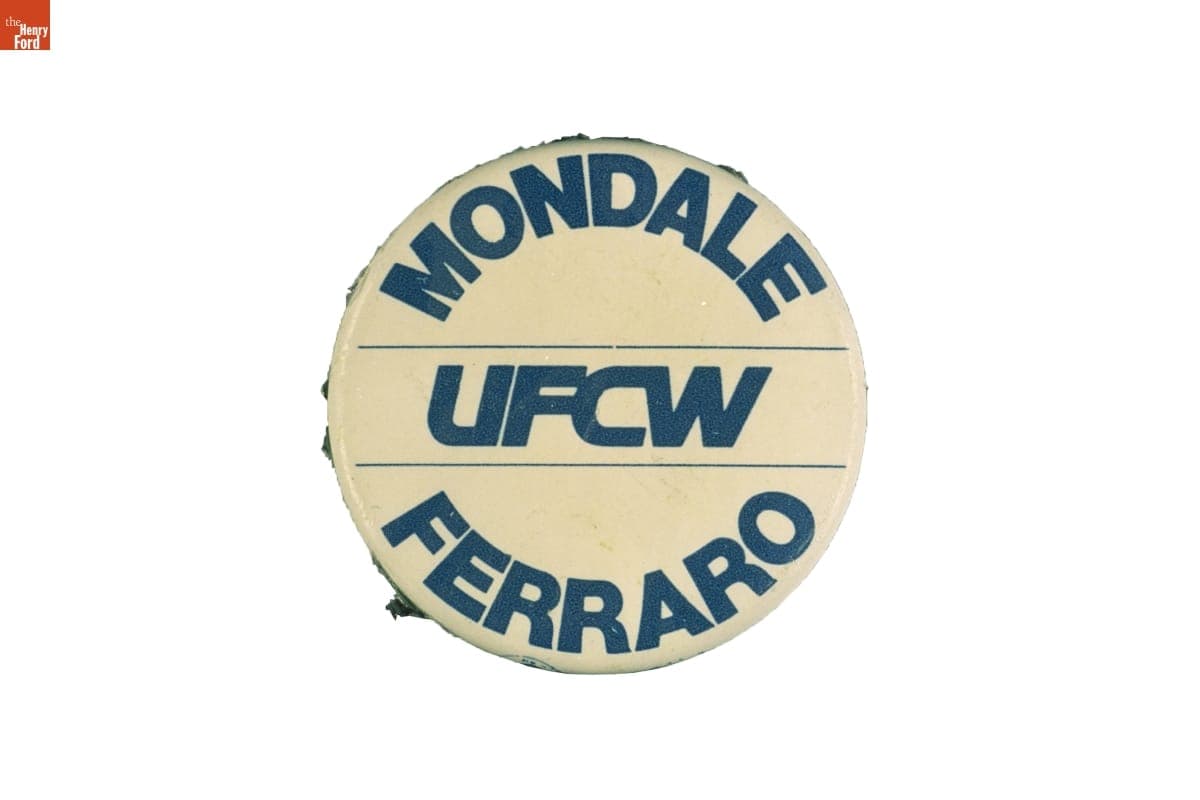 the
Henry
Ford
MONDALE
UFCW
FERRARO